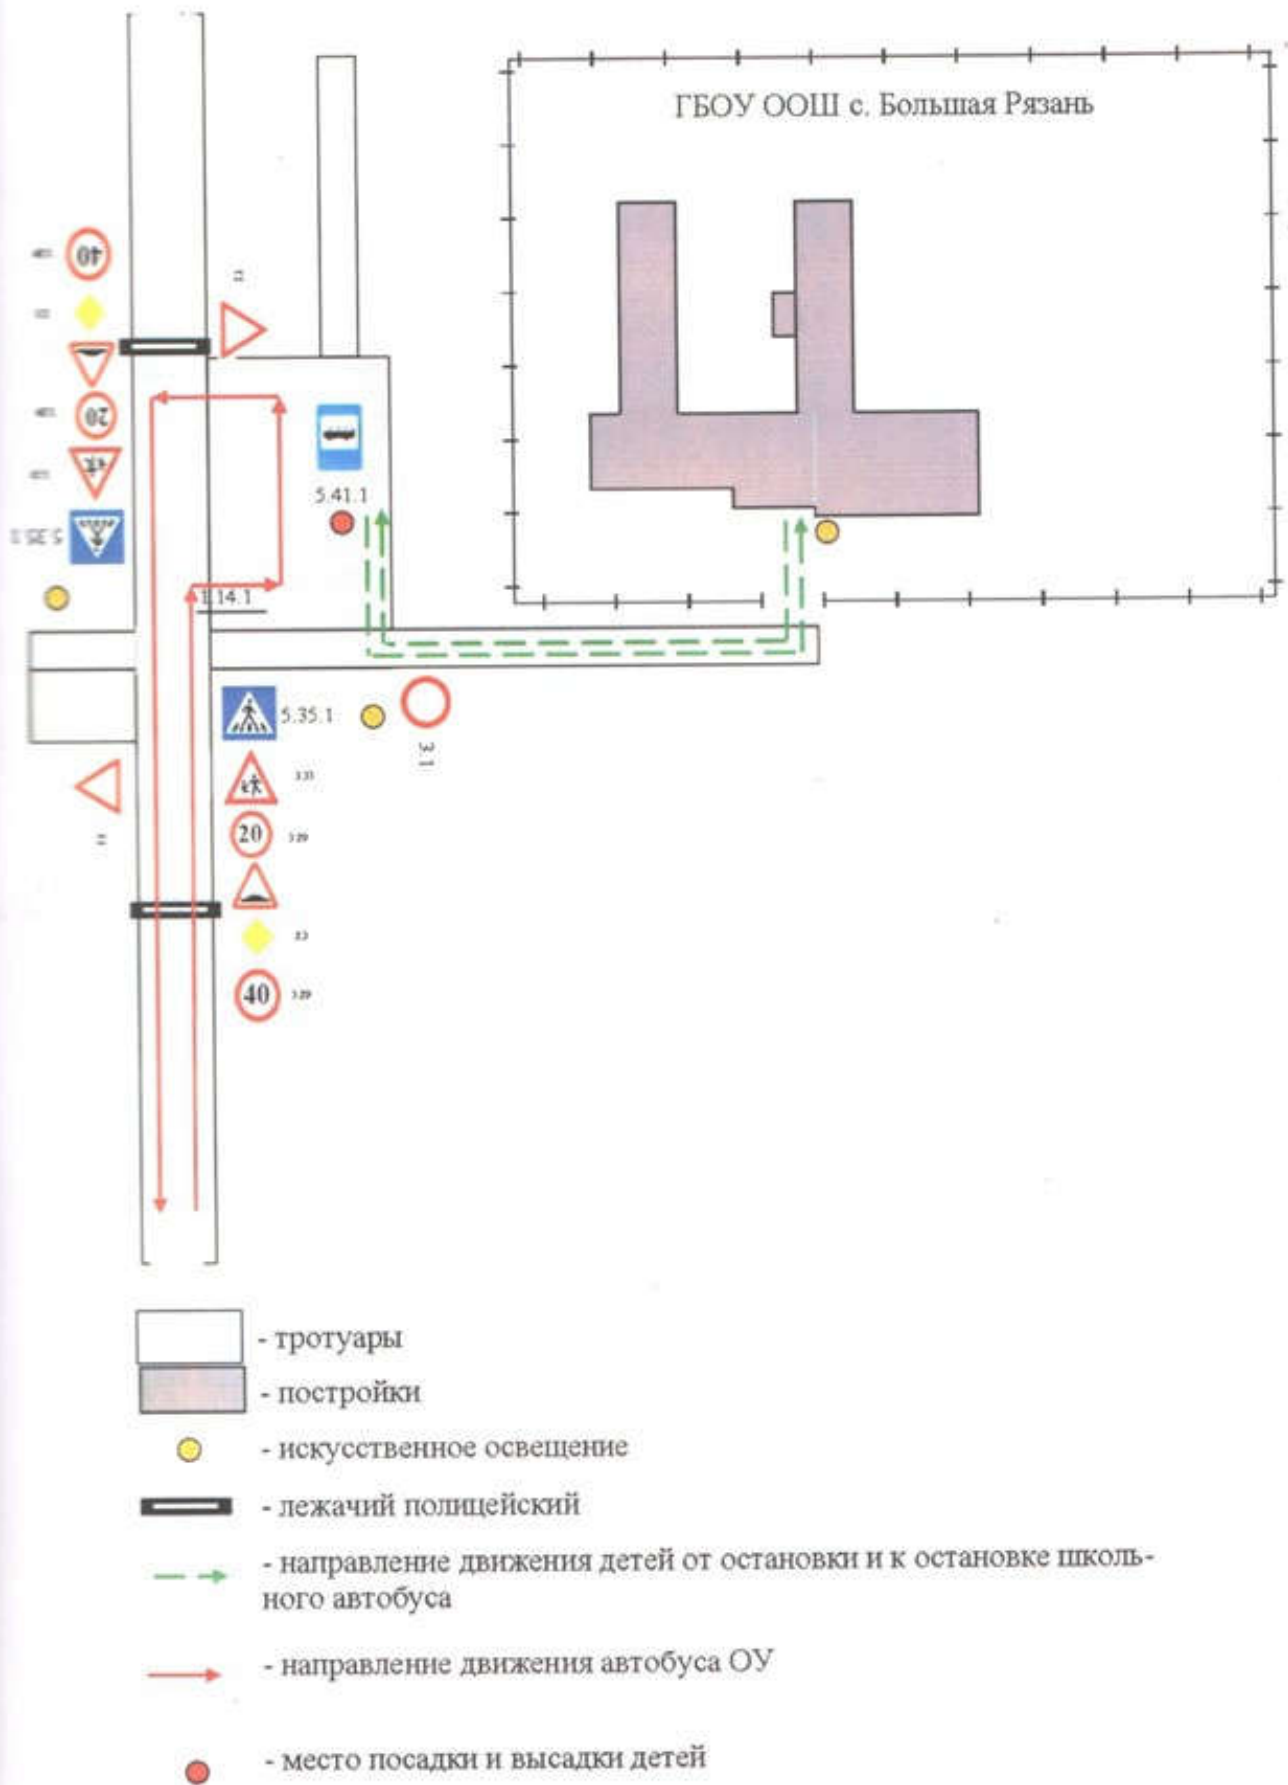 ГБОУ ООШ с. Большая Рязань
40
20
5.41.1
5.35.1
1.14.1
5.35.1
3.1
20
40
- тротуары
- постройки
- искусственное освещение
- лежачий полицейский
- направление движения детей от остановки и к остановке школь-
ного автобуса
- направление движения автобуса ОУ
- место посадки и высадки детей